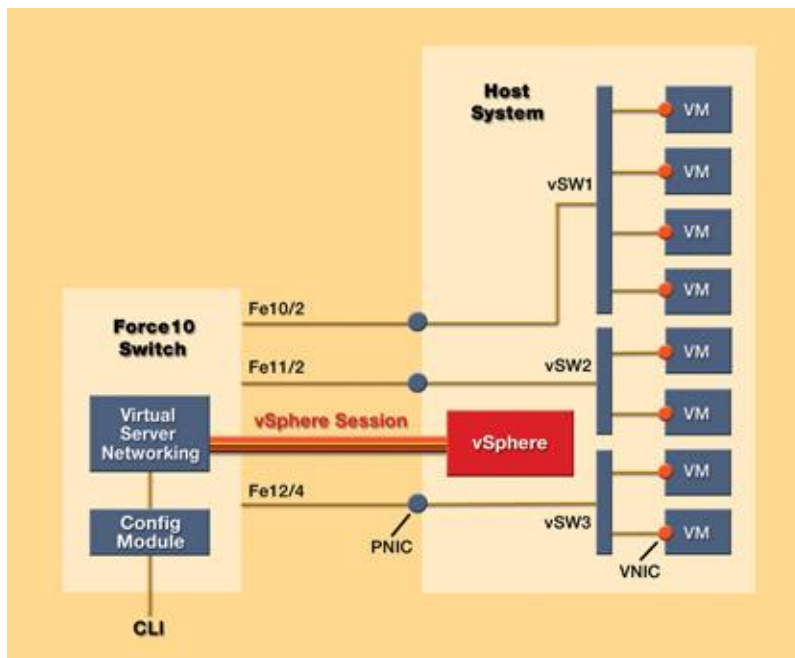 Host
System
VM
VM
vSW1
VM
VM
Fe10/2
Force10
Switch
VM
Fe11/2
vSW2
Virtual
Server
Networking
vSphere Session
vSphere
VM
VM
Fe12/4
Config
Module
PNIC
vSW3
VM
VNIC
CLI